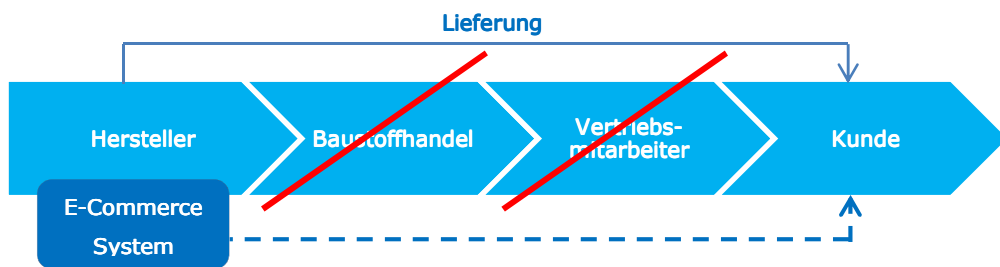 Lieferung
Hersteller
Baustoffhandel
Vertriebs-
mitarbeiter
Kunde
E-Commerce
System